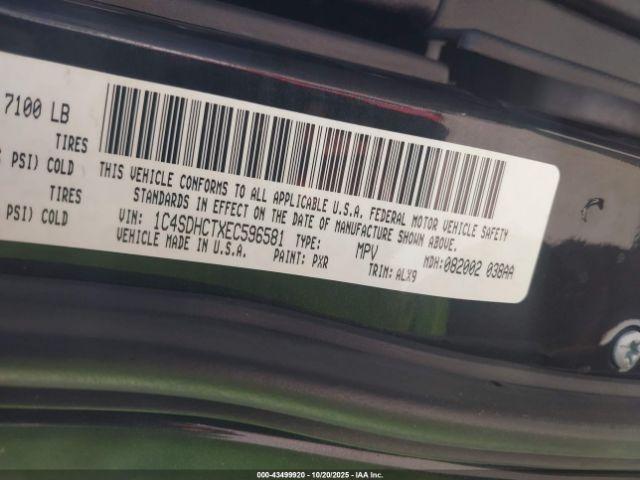 7100 LB
TIRES
PSI) COLD
TIRES
PSI) COLD
THIS VEHICLE CONFORMS TO ALL APPLICABLE U.S.A. FEDERAL MOTOR VEHICLE SAFETY
STANDARDS IN EFFECT ON THE DATE OF MANUFACTURE SHOWN ABOVE.
VIN: 1C4SDHCTXEC596581 TYPE: MPV MDH:082002 038AA
VEHICLE MADE IN U.S.A. PAINT: PXR TRIM: ALX9
000-43499920 - 10/20/2025 - IAA Inc.